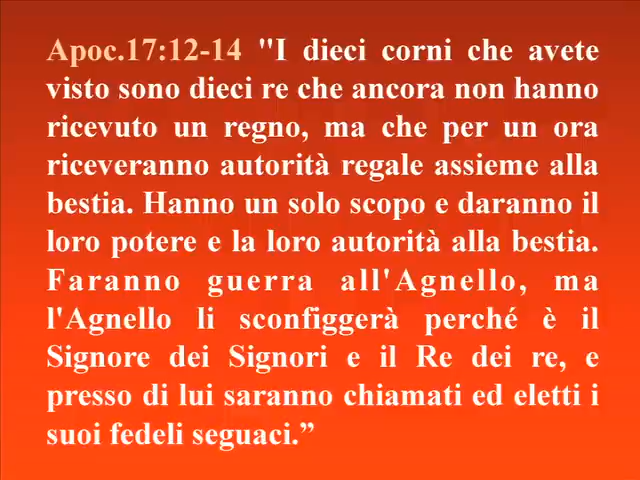 Apoc.17:12-14 "I dieci corni che avete
visto sono dieci re che ancora non hanno
ricevuto un regno, ma che per un ora
riceveranno autorità regale assieme alla
bestia. Hanno un solo scopo e daranno il
loro potere e la loro autorità alla bestia.
Faranno guerra all'Agnello, ma
l'Agnello li sconfiggerà perché è il
Signore dei Signori e il Re dei re, e
presso di lui saranno chiamati ed eletti i
suoi fedeli seguaci.”